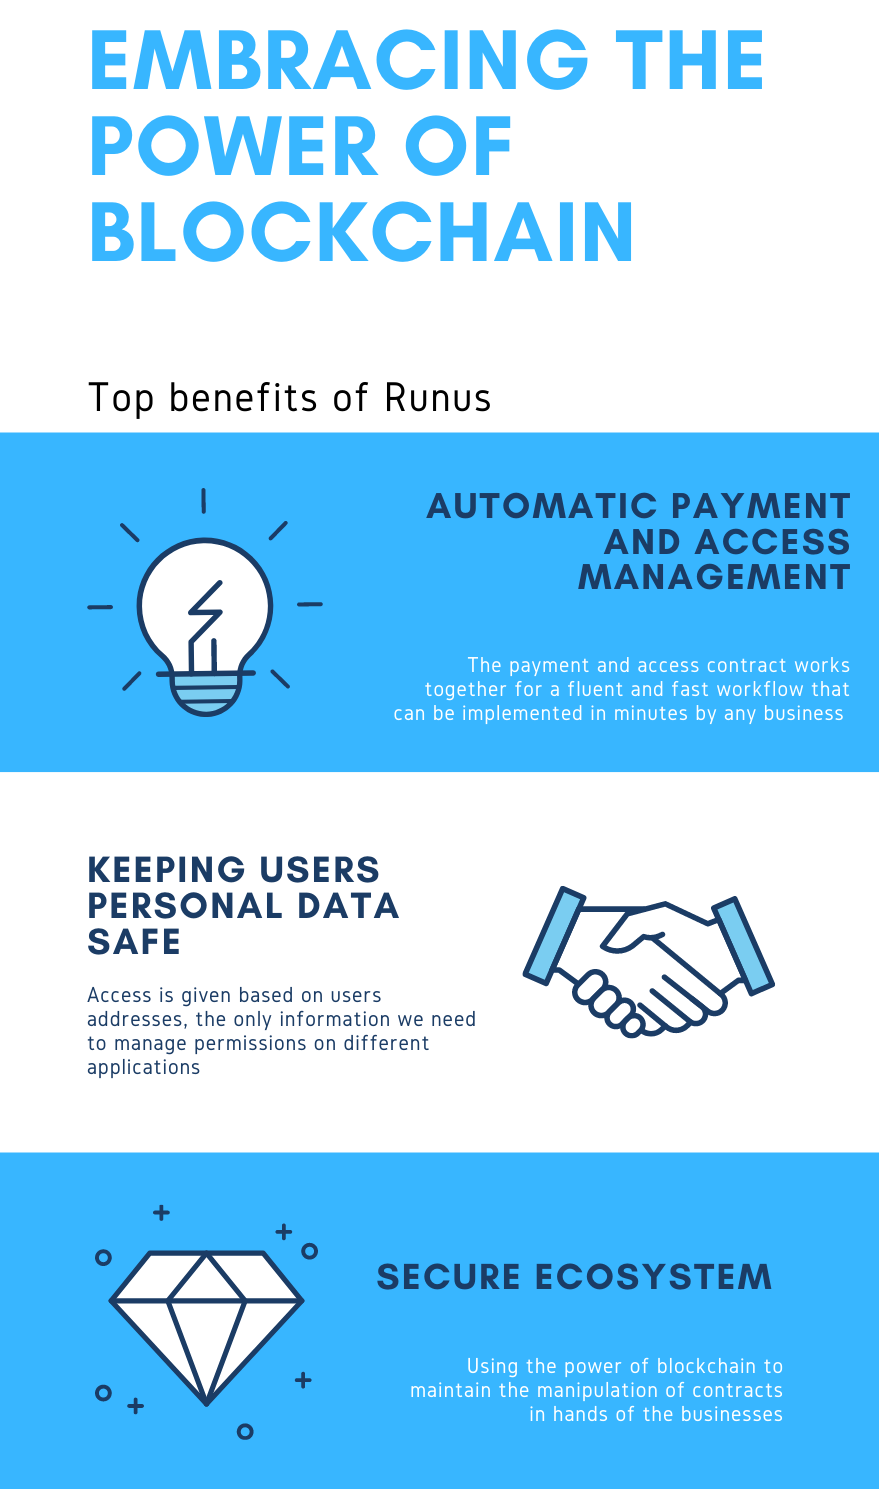 EMBRACING THE
POWER OF
BLOCKCHAIN
Top benefits of Runus
AUTOMATIC PAYMENT
AND ACCESS
MANAGEMENT
The payment and access contract works
together for a fluent and fast workflow that
can be implemented in minutes by any business
KEEPING USERS
PERSONAL DATA
SAFE
Access is given based on users
addresses, the only information we need
to manage permissions on different
applications
SECURE ECOSYSTEM
Using the power of blockchain to
maintain the manipulation of contracts
in hands of the businesses